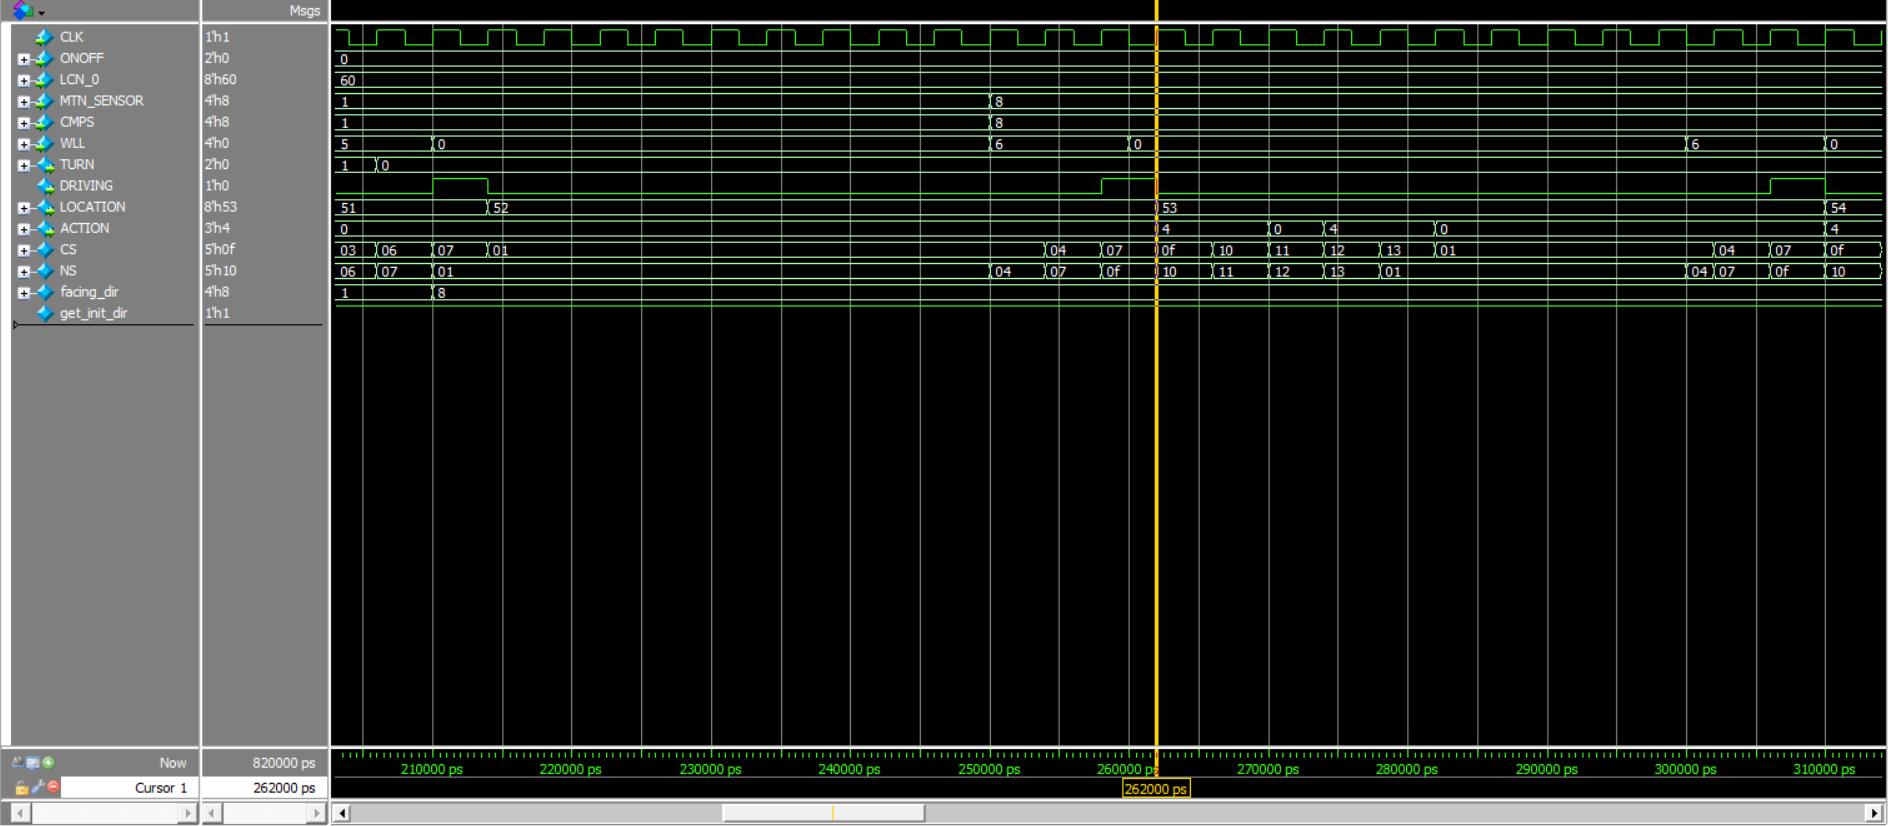 Msgs
CLK 1'h1
ONOFF 2'h0 0
LCN_0 8'h60 60
MTN_SENSOR 4'h8 1 8
CMPS 4'h8 1 8
WLL 4'h0 5 0 6 0 6 0
TURN 2'h0 1 0
DRIVING 1'h0
LOCATION 8'h53 51 52 53 54
ACTION 3'h4 0 4 0 4 0 4
CS 5'h0f 03 06 07 01 04 07 0f 10 11 12 13 01 04 07 0f
NS 5'h10 06 07 01 04 07 0f 10 11 12 13 01 04 07 0f 10
facing_dir 4'h8 1 8
get_init_dir 1'h1
Now 820000 ps 210000 ps 220000 ps 230000 ps 240000 ps 250000 ps 260000 ps 270000 ps 280000 ps 290000 ps 300000 ps 310000 ps
Cursor 1 262000 ps 262000 ps